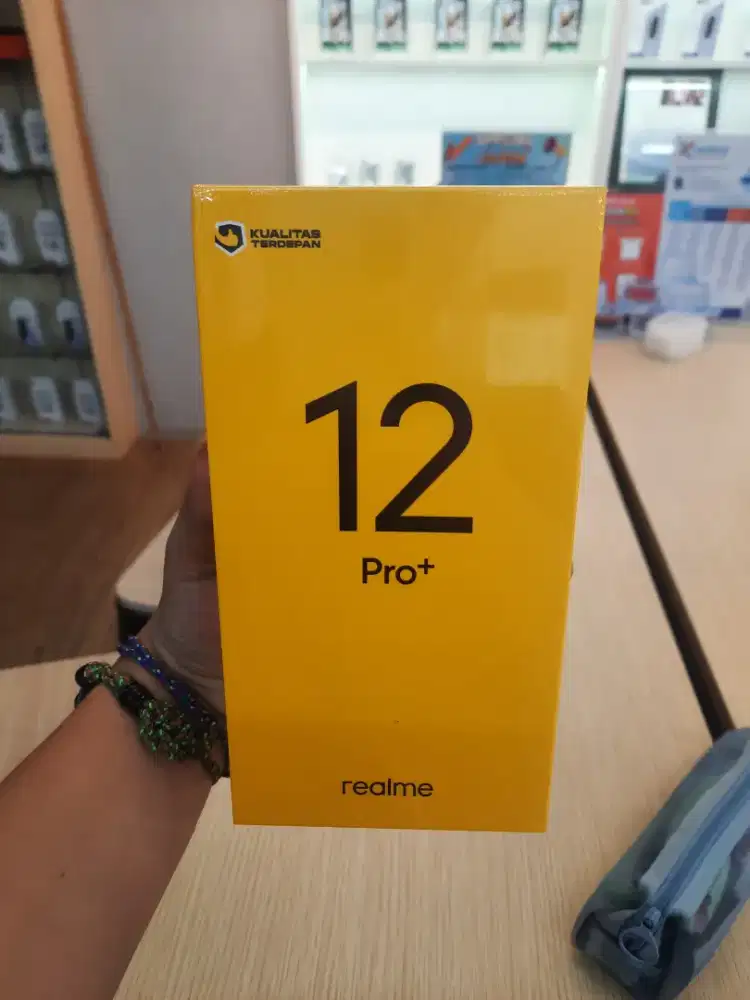 KUALITAS
TERDEPAN
12
Pro+
realme